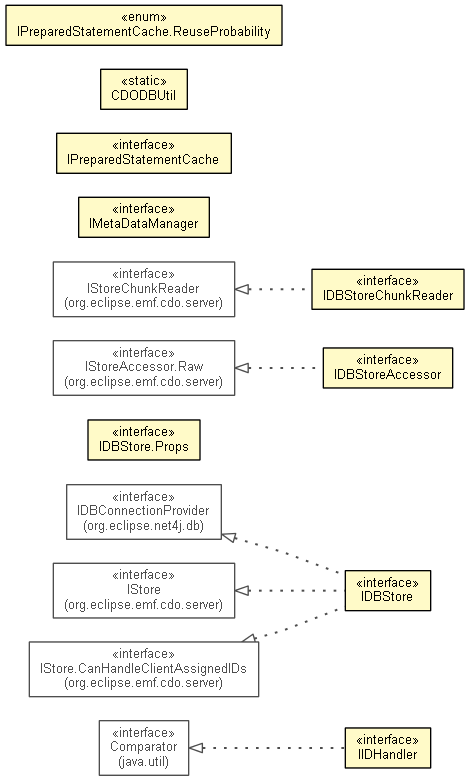 «enum»
IPreparedStatementCache.ReuseProbability
«static»
CDODBUtil
«interface»
IPreparedStatementCache
«interface»
IMetaDataManager
«interface»
IStoreChunkReader
(org.eclipse.emf.cdo.server)
«interface»
IDBStoreChunkReader
«interface»
IStoreAccessor.Raw
(org.eclipse.emf.cdo.server)
«interface»
IDBStoreAccessor
«interface»
IDBStore.Props
«interface»
IDBConnectionProvider
(org.eclipse.net4j.db)
«interface»
IStore
(org.eclipse.emf.cdo.server)
«interface»
IDBStore
«interface»
IStore.CanHandleClientAssignedIDs
(org.eclipse.emf.cdo.server)
«interface»
Comparator
(java.util)
«interface»
IIDHandler